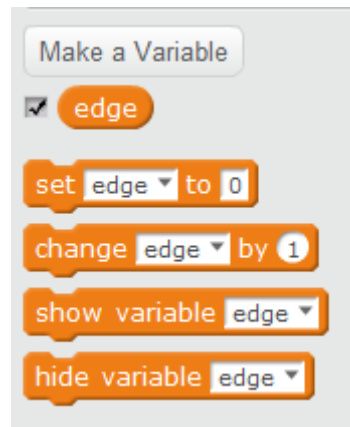 Make a Variable
edge
set edge to 0
change edge by 1
show variable edge
hide variable edge